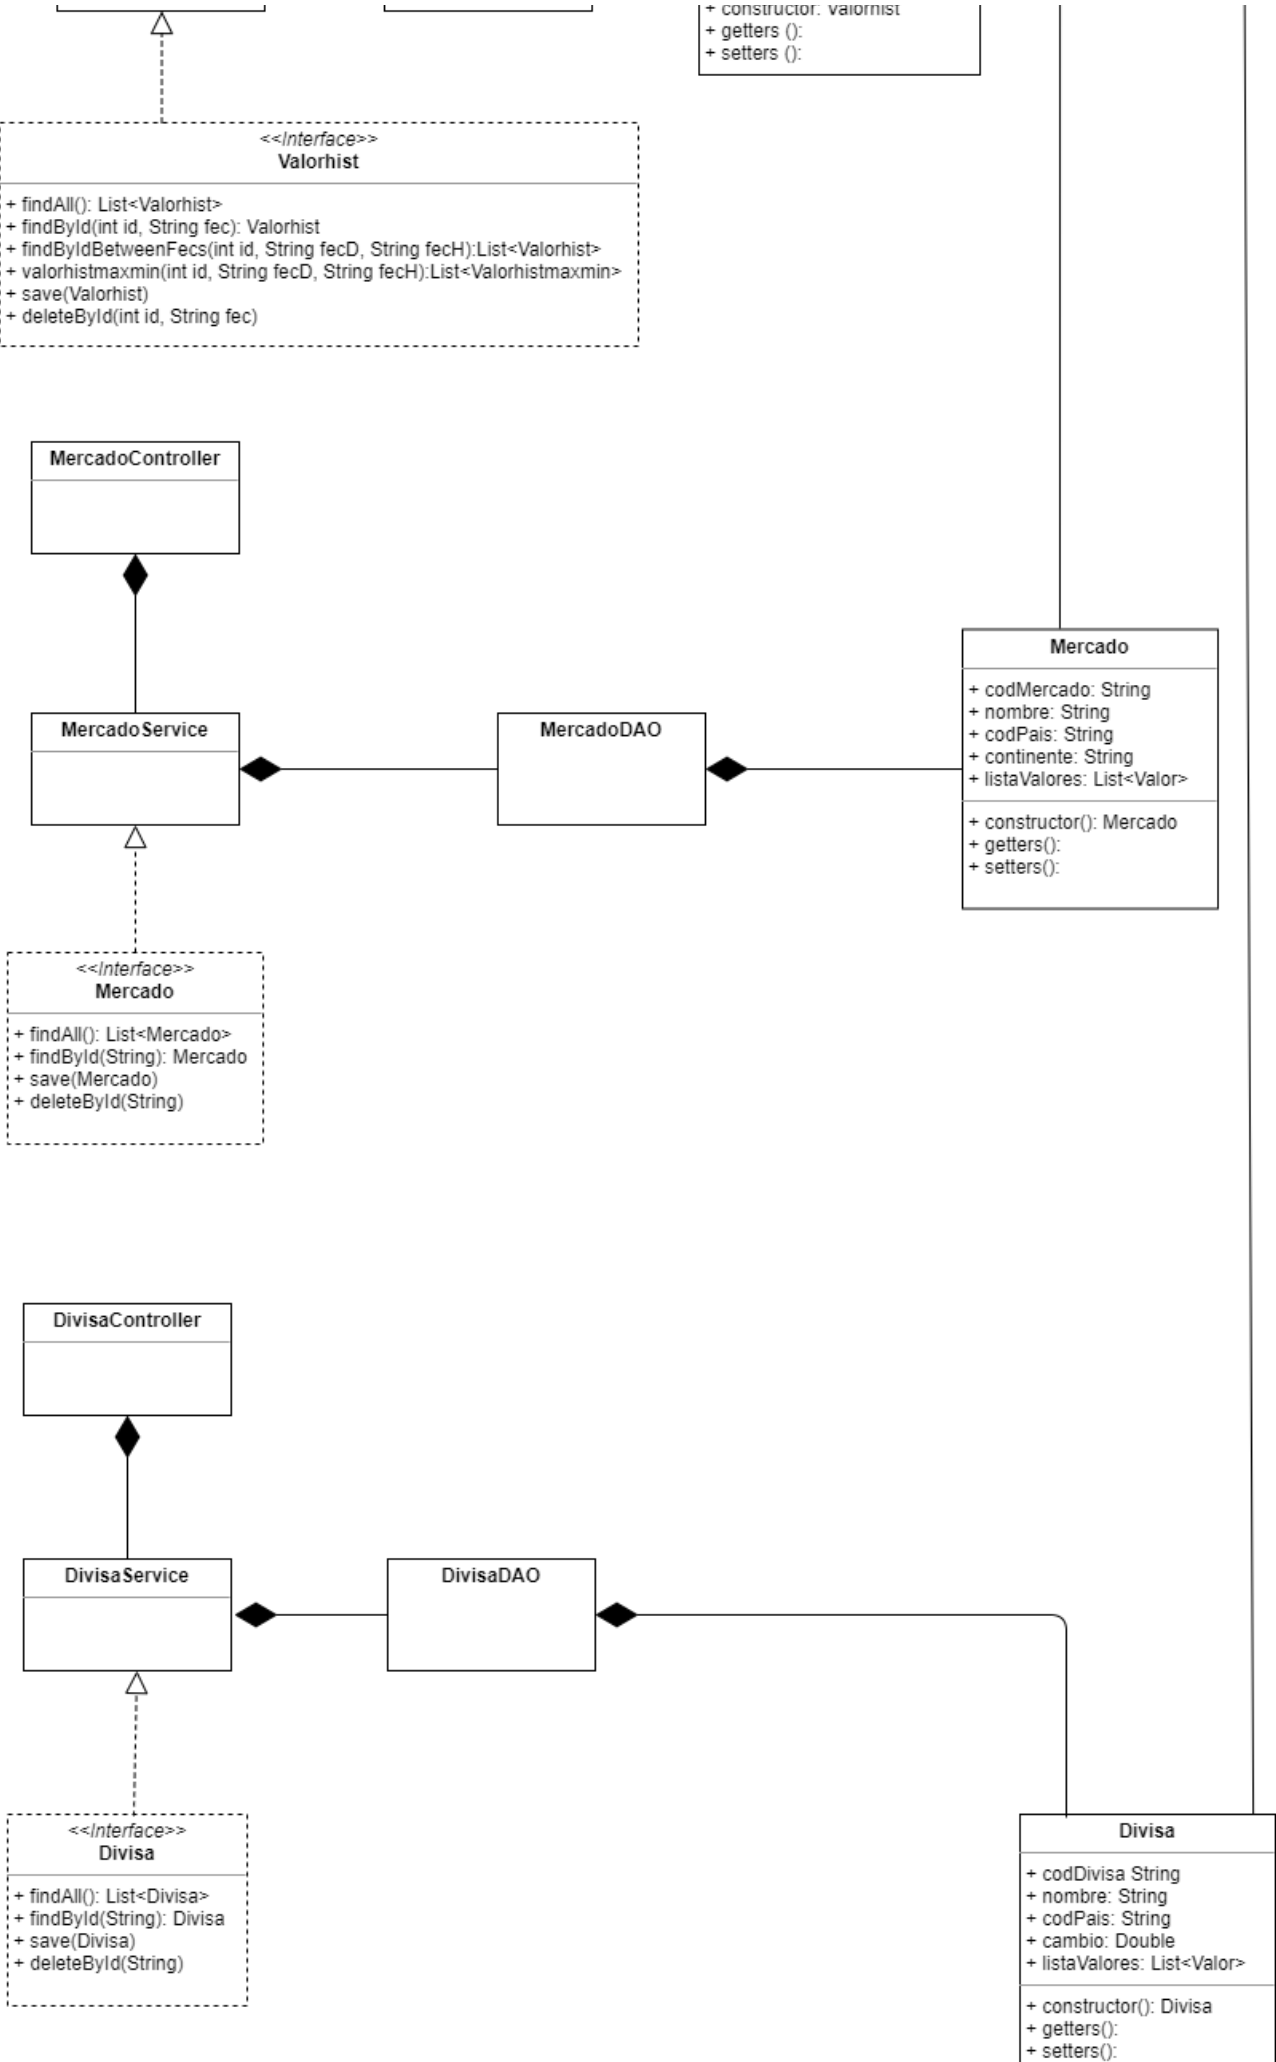 + constructor: Valorhist
+ getters ():
+ setters ():
<<Interface>>
Valorhist
+ findAll(): List<Valorhist>
+ findById(int id, String fec): Valorhist
+ findByIdBetweenFecs(int id, String fecD, String fecH):List<Valorhist>
+ valorhistmaxmin(int id, String fecD, String fecH):List<Valorhistmaxmin>
+ save(Valorhist)
+ deleteById(int id, String fec)
MercadoController
MercadoService
MercadoDAO
Mercado
+ codMercado: String
+ nombre: String
+ codPais: String
+ continente: String
+ listaValores: List<Valor>
+ constructor(): Mercado
+ getters():
+ setters():
<<Interface>>
Mercado
+ findAll(): List<Mercado>
+ findById(String): Mercado
+ save(Mercado)
+ deleteById(String)
DivisaController
DivisaService
DivisaDAO
<<Interface>>
Divisa
+ findAll(): List<Divisa>
+ findById(String): Divisa
+ save(Divisa)
+ deleteById(String)
Divisa
+ codDivisa String
+ nombre: String
+ codPais: String
+ cambio: Double
+ listaValores: List<Valor>
+ constructor(): Divisa
+ getters():
+ setters():